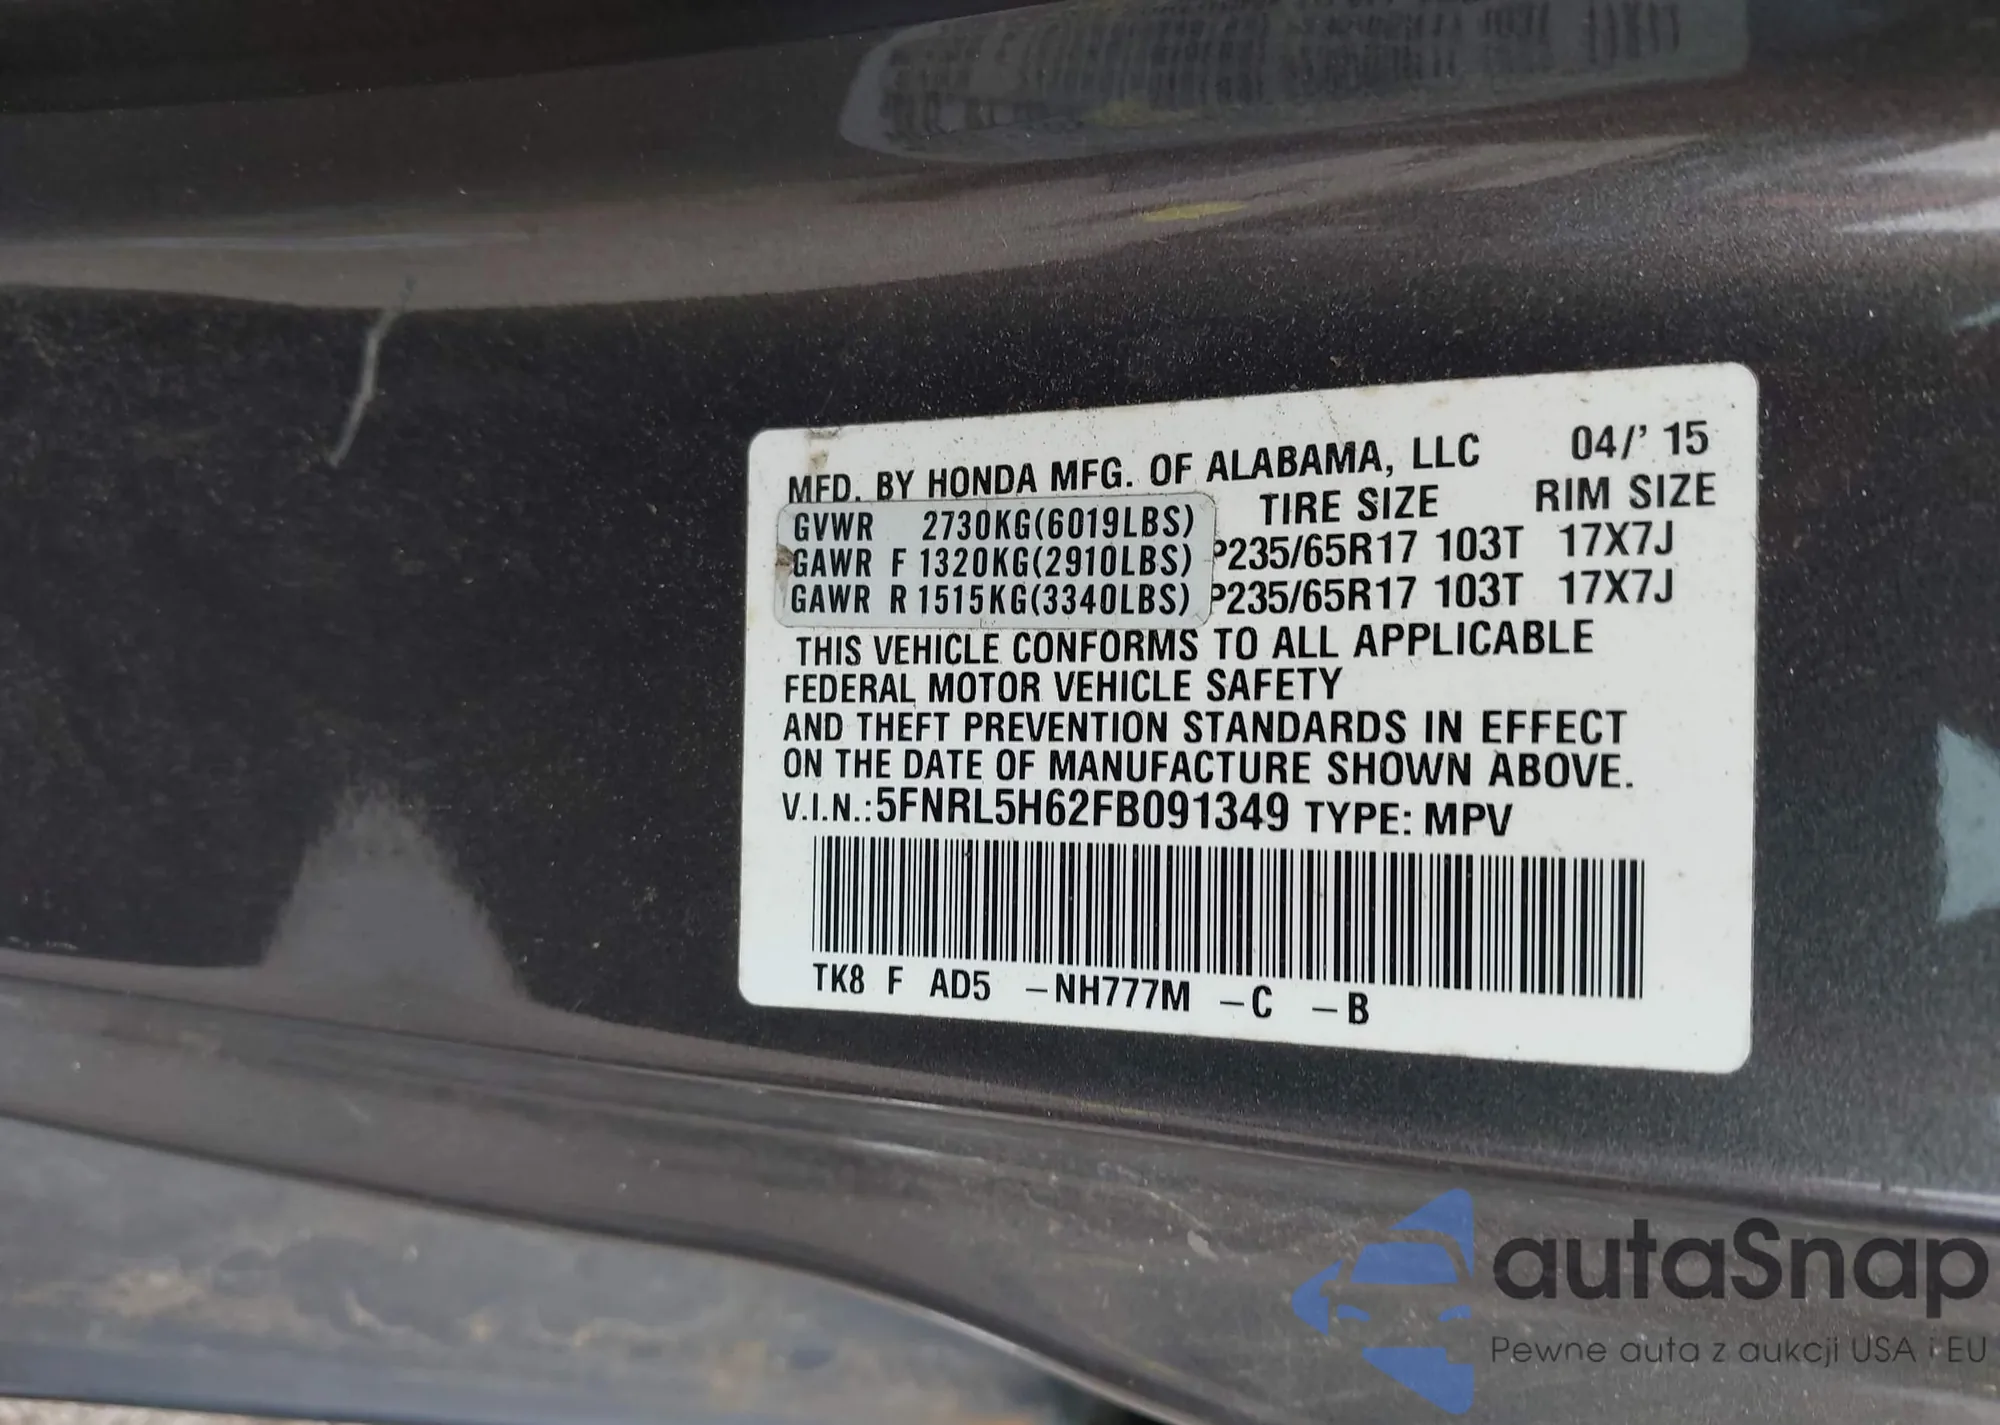 MFD. BY HONDA MFG. OF ALABAMA, LLC 04/' 15
TIRE SIZE RIM SIZE
GVWR 2730KG(6019LBS)
GAWR F 1320KG(2910LBS) P235/65R17 103T 17X7J
GAWR R 1515KG(3340LBS) P235/65R17 103T 17X7J
THIS VEHICLE CONFORMS TO ALL APPLICABLE
FEDERAL MOTOR VEHICLE SAFETY
AND THEFT PREVENTION STANDARDS IN EFFECT
ON THE DATE OF MANUFACTURE SHOWN ABOVE.
V.I.N.:5FNRL5H62FB091349 TYPE: MPV
TK8 F AD5 -NH777M -C -B
autaSnap
Pewne auta z aukcji USA i EU